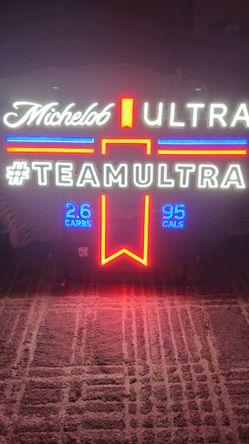 Michelob ULTRA
#TEAMULTRA
2.6 95
CARBS CALS